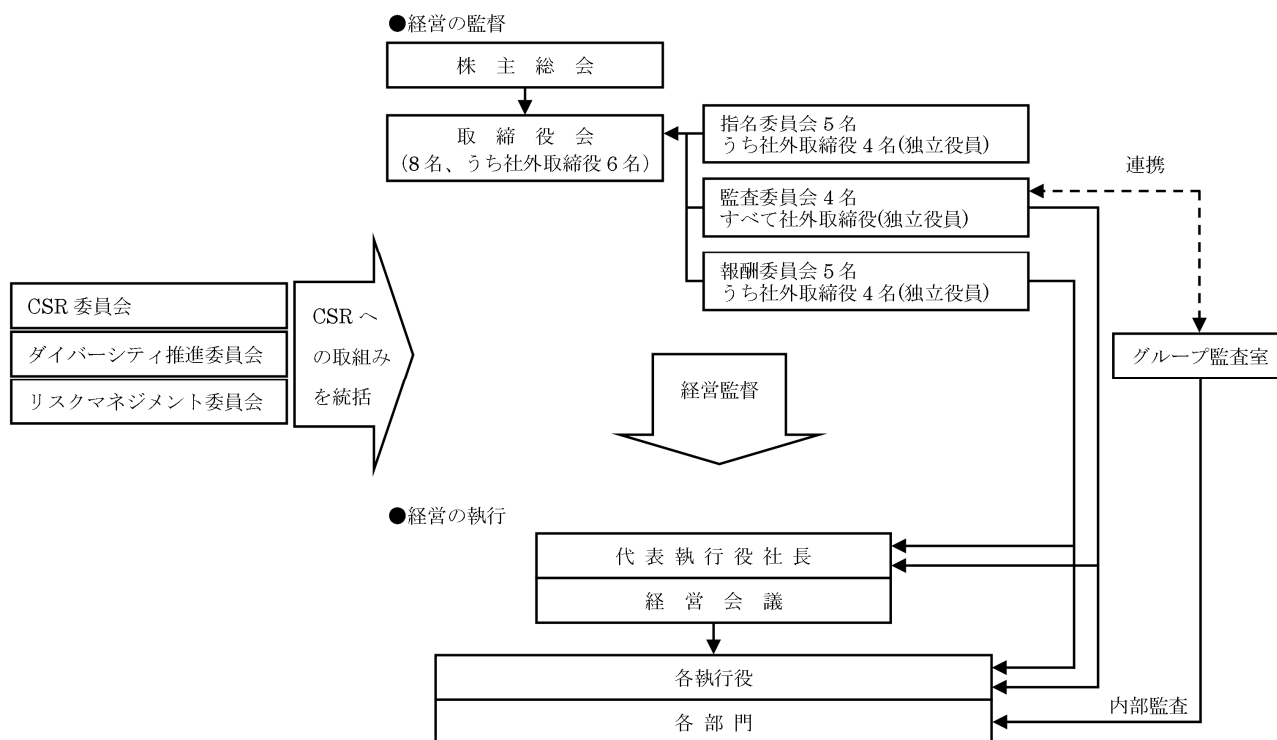 ●経営の監督
株 主 総 会
取 締 役 会
(8 名、うち社外取締役 6 名)
指名委員会 5 名
うち社外取締役 4 名(独立役員)
連携
監査委員会 4 名
すべて社外取締役(独立役員)
報酬委員会 5 名
うち社外取締役 4 名(独立役員)
CSR 委員会
ダイバーシティ推進委員会
リスクマネジメント委員会
CSR へ
の取組み
を統括
グループ監査室
経営監督
●経営の執行
代 表 執 行 役 社 長
経 営 会 議
各執行役
各 部 門
内部監査